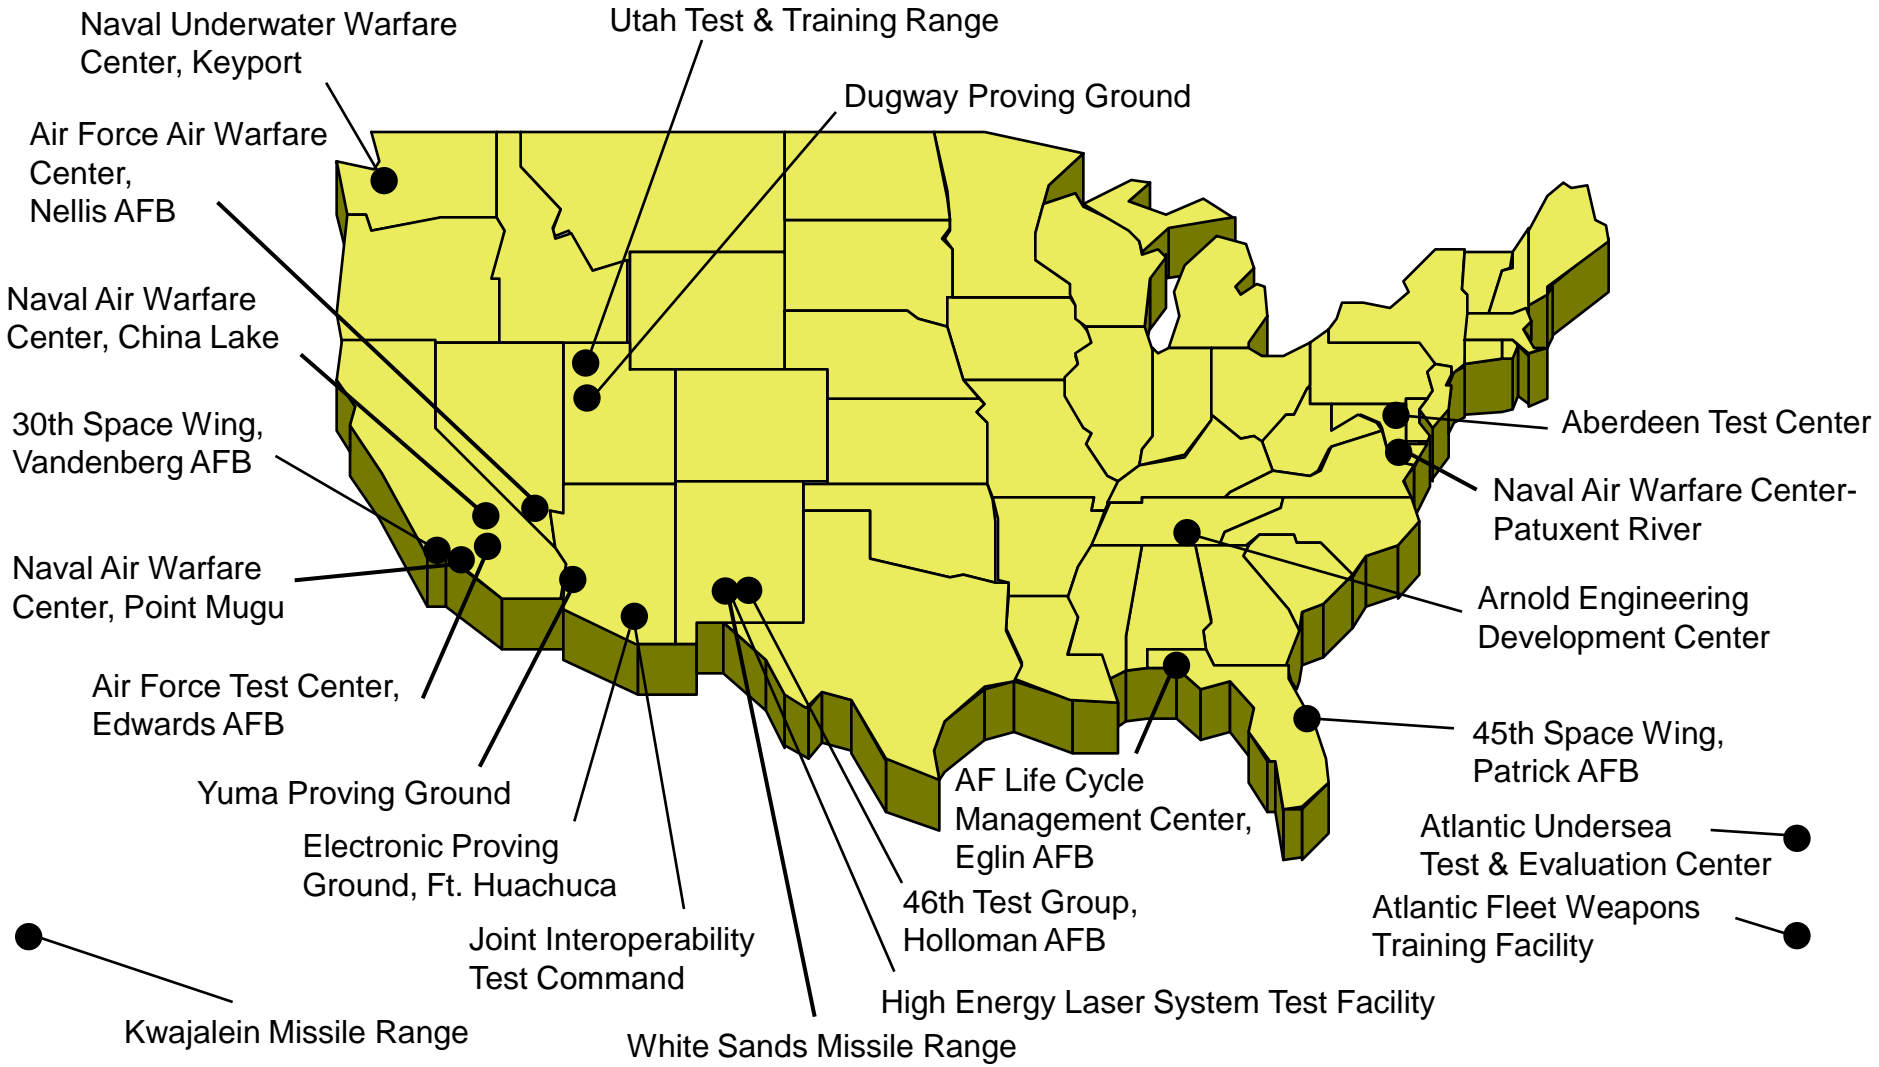 Naval Underwater Warfare
Center, Keyport
Utah Test & Training Range
Dugway Proving Ground
Air Force Air Warfare
Center,
Nellis AFB
Naval Air Warfare
Center, China Lake
30th Space Wing,
Vandenberg AFB
Naval Air Warfare
Center, Point Mugu
Air Force Test Center,
Edwards AFB
Yuma Proving Ground
Electronic Proving
Ground, Ft. Huachuca
Joint Interoperability
Test Command
Kwajalein Missile Range
White Sands Missile Range
High Energy Laser System Test Facility
46th Test Group,
Holloman AFB
AF Life Cycle
Management Center,
Eglin AFB
Aberdeen Test Center
Naval Air Warfare Center-
Patuxent River
Arnold Engineering
Development Center
45th Space Wing,
Patrick AFB
Atlantic Undersea
Test & Evaluation Center
Atlantic Fleet Weapons
Training Facility